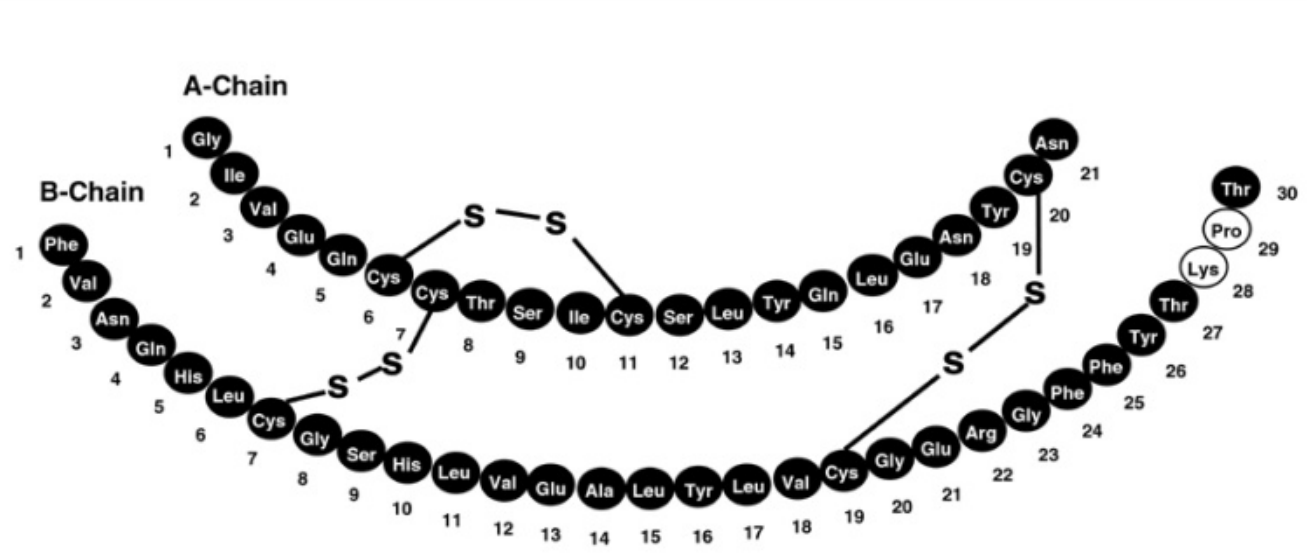 A-Chain
Gly Ile Val Glu Gln Cys Cys Thr Ser Ile Cys Ser Leu Tyr Gln Leu Glu Asn Tyr Cys Asn
1 2 3 4 5 6 7 8 9 10 11 12 13 14 15 16 17 18 19 20 21
S S
S S
S S
B-Chain
Phe Val Asn Gln His Leu Cys Gly Ser His Leu Val Glu Ala Leu Tyr Leu Val Cys Gly Glu Arg Gly Phe Phe Tyr Thr Lys Pro Thr
1 2 3 4 5 6 7 8 9 10 11 12 13 14 15 16 17 18 19 20 21 22 23 24 25 26 27 28 29 30